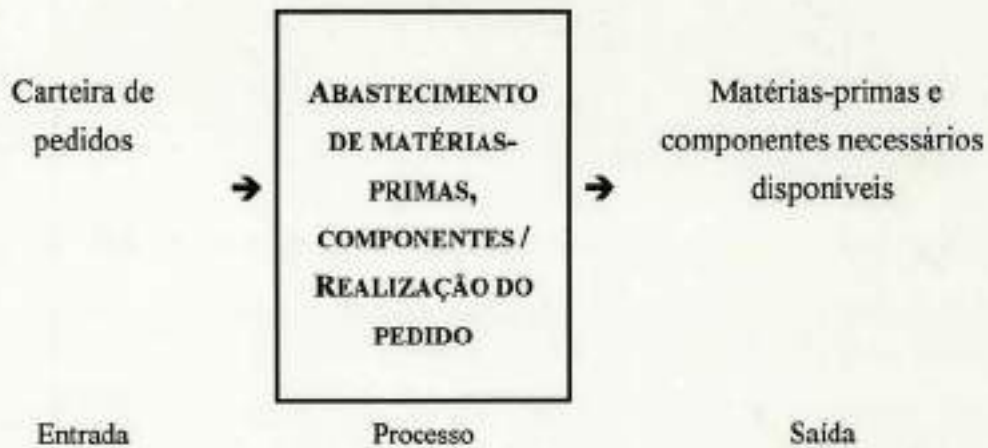 Carteira de
pedidos
➔
ABASTECIMENTO
DE MATÉRIAS-
PRIMAS,
COMPONENTES /
REALIZAÇÃO DO
PEDIDO
➔
Matérias-primas e
componentes necessários
disponíveis
Entrada
Processo
Saída